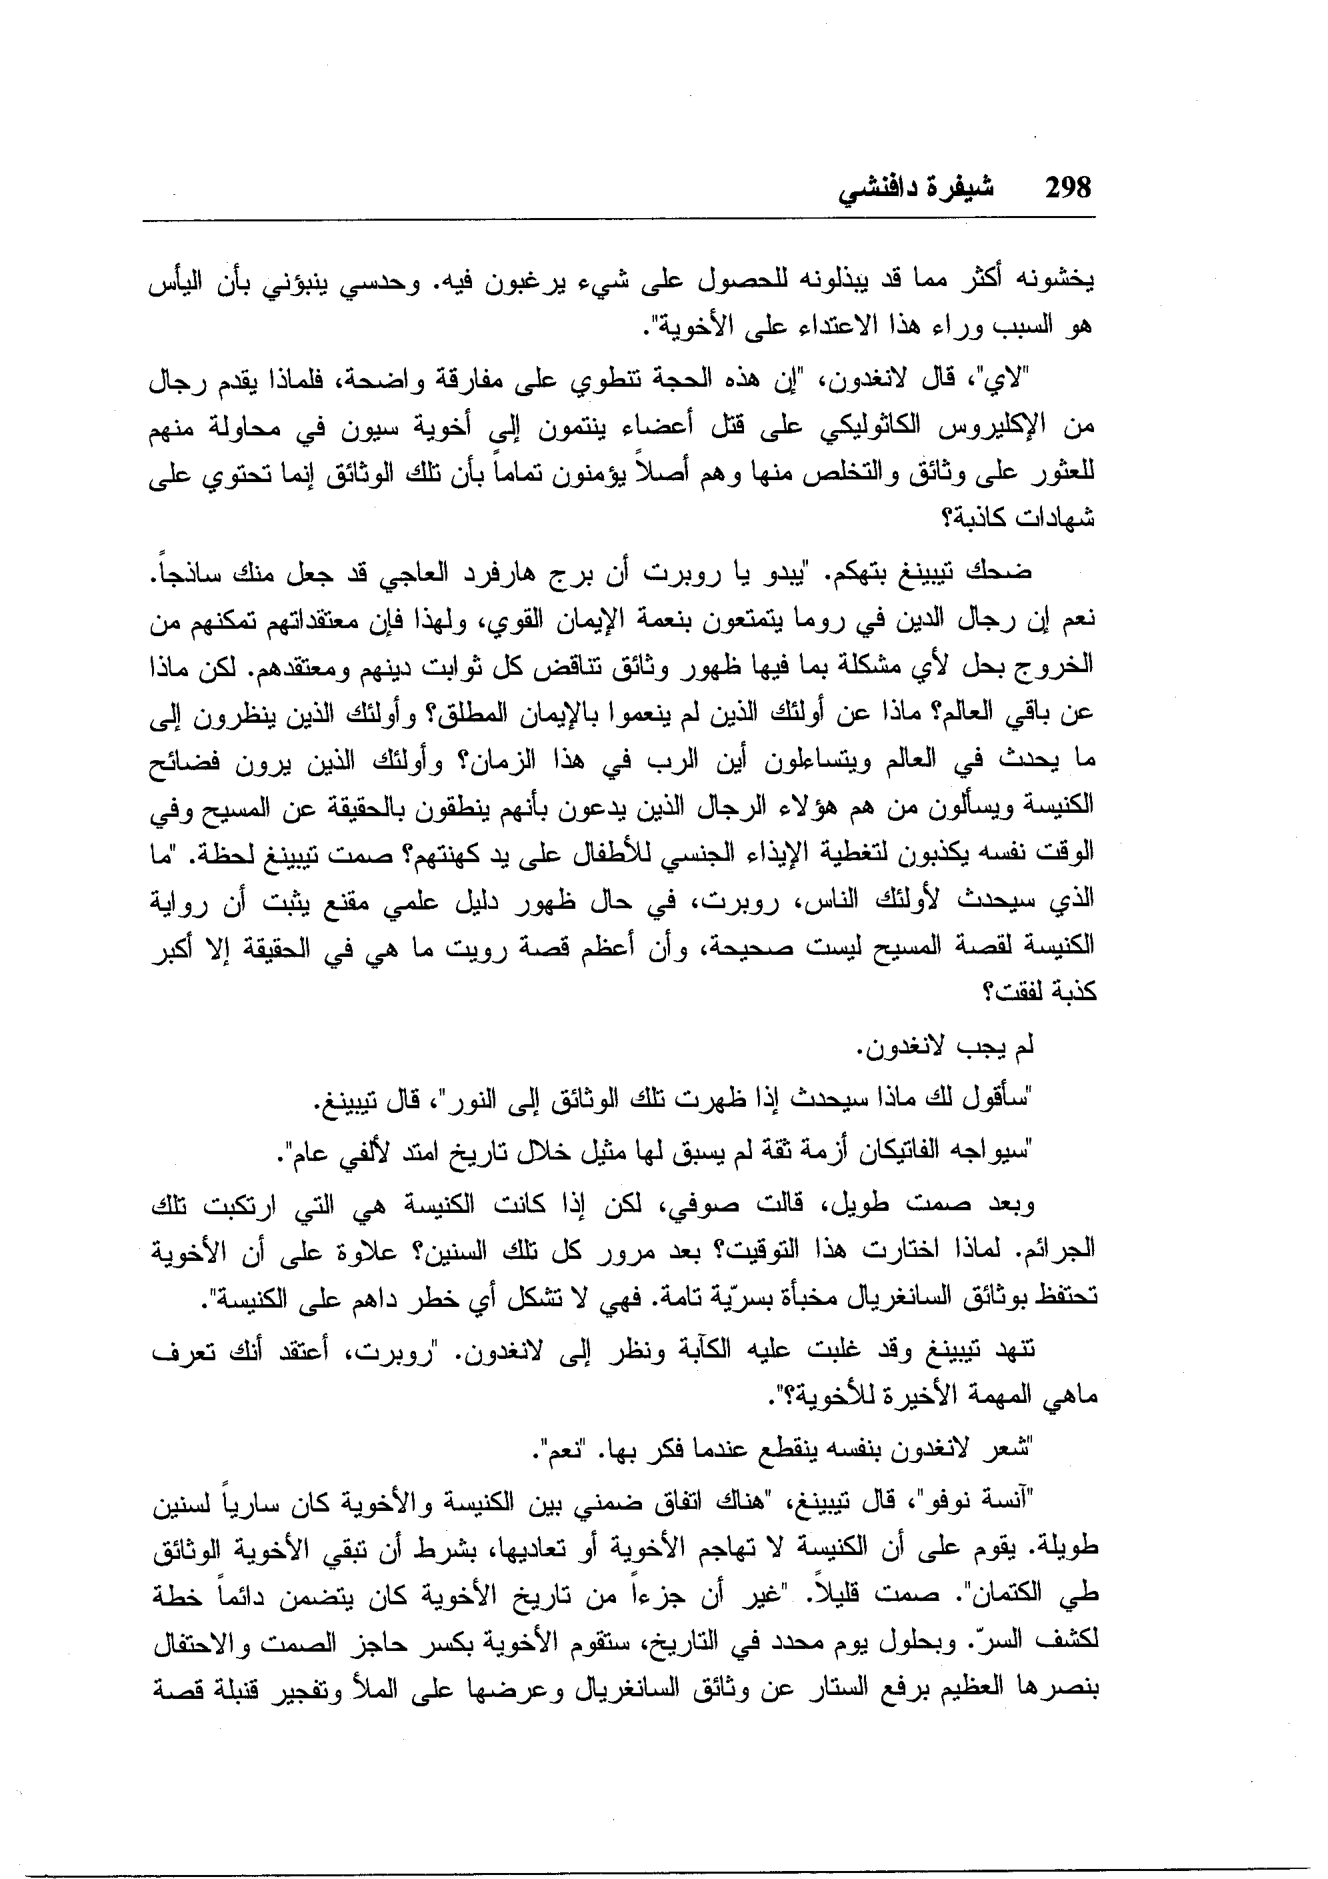 298 شيفرة دافنشي
يخشونه أكثر مما قد يبذلونه للحصول على شيء يرغبون فيه. وحدسي ينبؤني بأن اليأس
هو السبب وراء هذا الاعتداء على الأخوية".
"لاي"، قال لانغدون، "إن هذه الحجة تنطوي على مفارقة واضحة، فلماذا يقدم رجال
من الإكليروس الكاثوليكي على قتل أعضاء ينتمون إلى أخوية سيون في محاولة منهم
للعثور على وثائق والتخلص منها وهم أصلاً يؤمنون تماماً بأن تلك الوثائق إنما تحتوي على
شهادات كاذبة؟
ضحك تيبينغ بتهكم. "يبدو يا روبرت أن برج هارفرد العاجي قد جعل منك ساذجاً.
نعم إن رجال الدين في روما يتمتعون بنعمة الإيمان القوي، ولهذا فإن معتقداتهم تمكنهم من
الخروج بحل لأي مشكلة بما فيها ظهور وثائق تناقض كل ثوابت دينهم ومعتقدهم. لكن ماذا
عن باقي العالم؟ ماذا عن أولئك الذين لم ينعموا بالإيمان المطلق؟ وأولئك الذين ينظرون إلى
ما يحدث في العالم ويتساءلون أين الرب في هذا الزمان؟ وأولئك الذين يرون فضائح
الكنيسة ويسألون من هم هؤلاء الرجال الذين يدعون بأنهم ينطقون بالحقيقة عن المسيح وفي
الوقت نفسه يكذبون لتغطية الإيذاء الجنسي للأطفال على يد كهنتهم؟ صمت تيبينغ لحظة. "ما
الذي سيحدث لأولئك الناس، روبرت، في حال ظهور دليل علمي مقنع يثبت أن رواية
الكنيسة لقصة المسيح ليست صحيحة، وأن أعظم قصة رويت ما هي في الحقيقة إلا أكبر
كذبة لفقت؟
لم يجب لانغدون.
"سأقول لك ماذا سيحدث إذا ظهرت تلك الوثائق إلى النور"، قال تيبينغ.
"سيواجه الفاتيكان أزمة ثقة لم يسبق لها مثيل خلال تاريخ امتد لألفي عام".
وبعد صمت طويل، قالت صوفي، لكن إذا كانت الكنيسة هي التي ارتكبت تلك
الجرائم. لماذا اختارت هذا التوقيت؟ بعد مرور كل تلك السنين؟ علاوة على أن الأخوية
تحتفظ بوثائق السانغريال مخبأة بسريّة تامة. فهي لا تشكل أي خطر داهم على الكنيسة".
تنهد تيبينغ وقد غلبت عليه الكآبة ونظر إلى لانغدون. "روبرت، أعتقد أنك تعرف
ماهي المهمة الأخيرة للأخوية؟".
"شعر لانغدون بنفسه ينقطع عندما فكر بها. "نعم".
"آنسة نوفو"، قال تيبينغ، "هناك اتفاق ضمني بين الكنيسة والأخوية كان سارياً لسنين
طويلة. يقوم على أن الكنيسة لا تهاجم الأخوية أو تعاديها، بشرط أن تبقي الأخوية الوثائق
طي الكتمان". صمت قليلاً. "غير أن جزءاً من تاريخ الأخوية كان يتضمن دائماً خطة
لكشف السرّ. وبحلول يوم محدد في التاريخ، ستقوم الأخوية بكسر حاجز الصمت والاحتفال
بنصرها العظيم برفع الستار عن وثائق السانغريال وعرضها على الملأ وتفجير قنبلة قصة